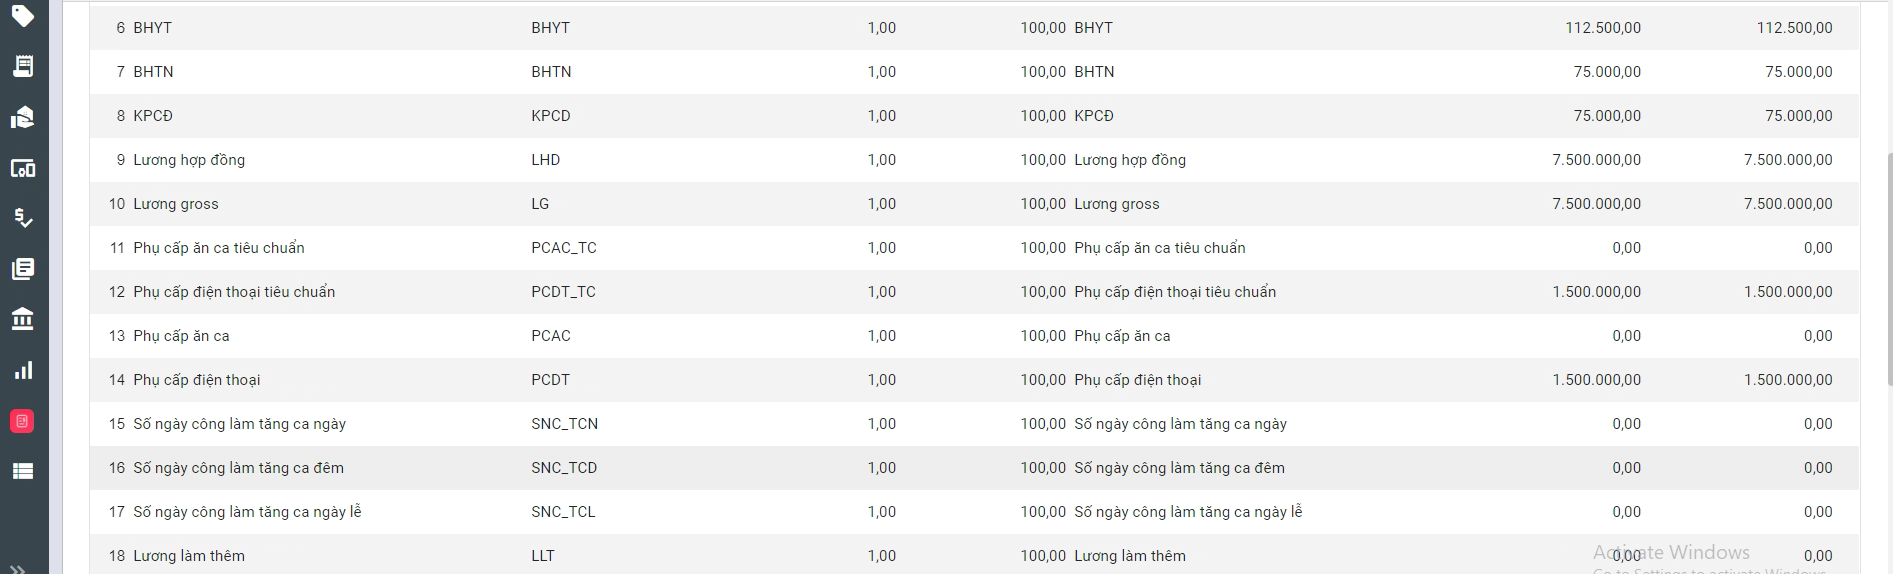 6 BHYT BHYT 1,00 100,00 BHYT 112.500,00 112.500,00
7 BHTN BHTN 1,00 100,00 BHTN 75.000,00 75.000,00
8 KPCĐ KPCD 1,00 100,00 KPCĐ 75.000,00 75.000,00
9 Lương hợp đồng LHD 1,00 100,00 Lương hợp đồng 7.500.000,00 7.500.000,00
10 Lương gross LG 1,00 100,00 Lương gross 7.500.000,00 7.500.000,00
11 Phụ cấp ăn ca tiêu chuẩn PCAC_TC 1,00 100,00 Phụ cấp ăn ca tiêu chuẩn 0,00 0,00
12 Phụ cấp điện thoại tiêu chuẩn PCDT_TC 1,00 100,00 Phụ cấp điện thoại tiêu chuẩn 1.500.000,00 1.500.000,00
13 Phụ cấp ăn ca PCAC 1,00 100,00 Phụ cấp ăn ca 0,00 0,00
14 Phụ cấp điện thoại PCDT 1,00 100,00 Phụ cấp điện thoại 1.500.000,00 1.500.000,00
15 Số ngày công làm tăng ca ngày SNC_TCN 1,00 100,00 Số ngày công làm tăng ca ngày 0,00 0,00
16 Số ngày công làm tăng ca đêm SNC_TCD 1,00 100,00 Số ngày công làm tăng ca đêm 0,00 0,00
17 Số ngày công làm tăng ca ngày lễ SNC_TCL 1,00 100,00 Số ngày công làm tăng ca ngày lễ 0,00 0,00
18 Lương làm thêm LLT 1,00 100,00 Lương làm thêm 0,00 0,00
Activate Windows
Go to Settings to activate Windows.